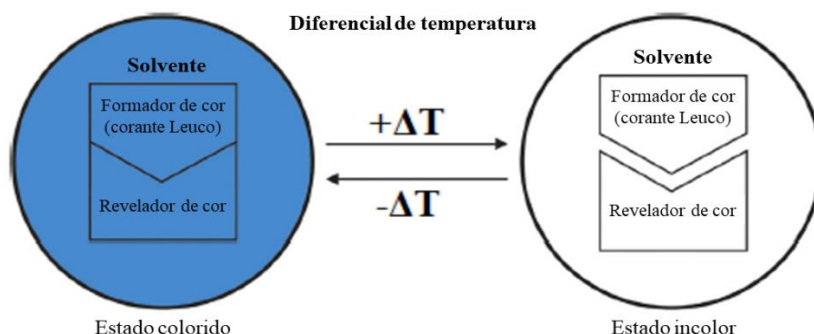 Diferencial de temperatura
Solvente
Formador de cor
(corante Leuco)
Revelador de cor
Estado colorido
+ΔT
-ΔT
Solvente
Formador de cor
(corante Leuco)
Revelador de cor
Estado incolor